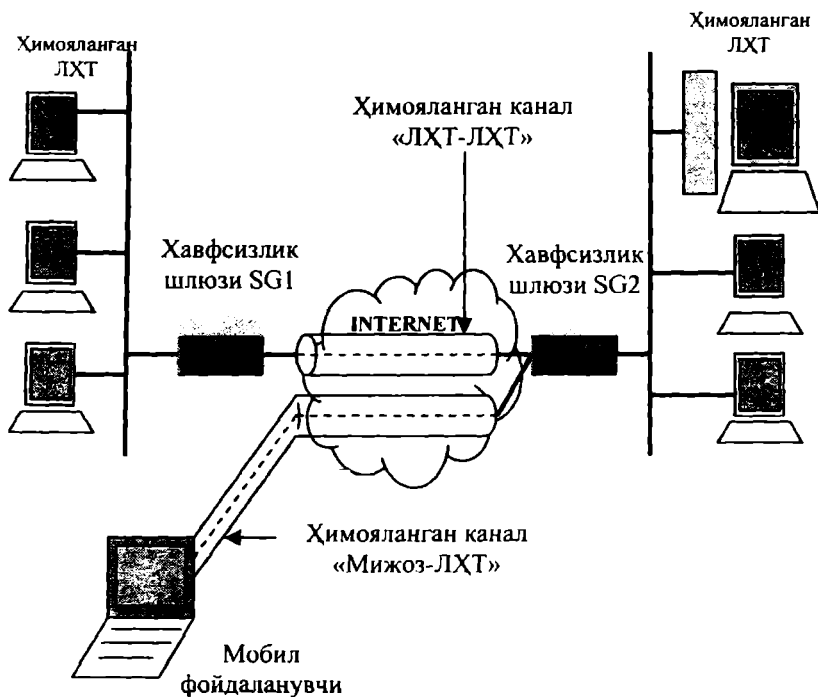 Ҳимояланган
ЛҲТ
Ҳимояланган
ЛҲТ
Ҳимояланган канал
«ЛҲТ-ЛҲТ»
Хавфсизлик
шлюзи SG1
Хавфсизлик
шлюзи SG2
INTERNET
Ҳимояланган канал
«Мижоз-ЛҲТ»
Мобил
фойдаланувчи